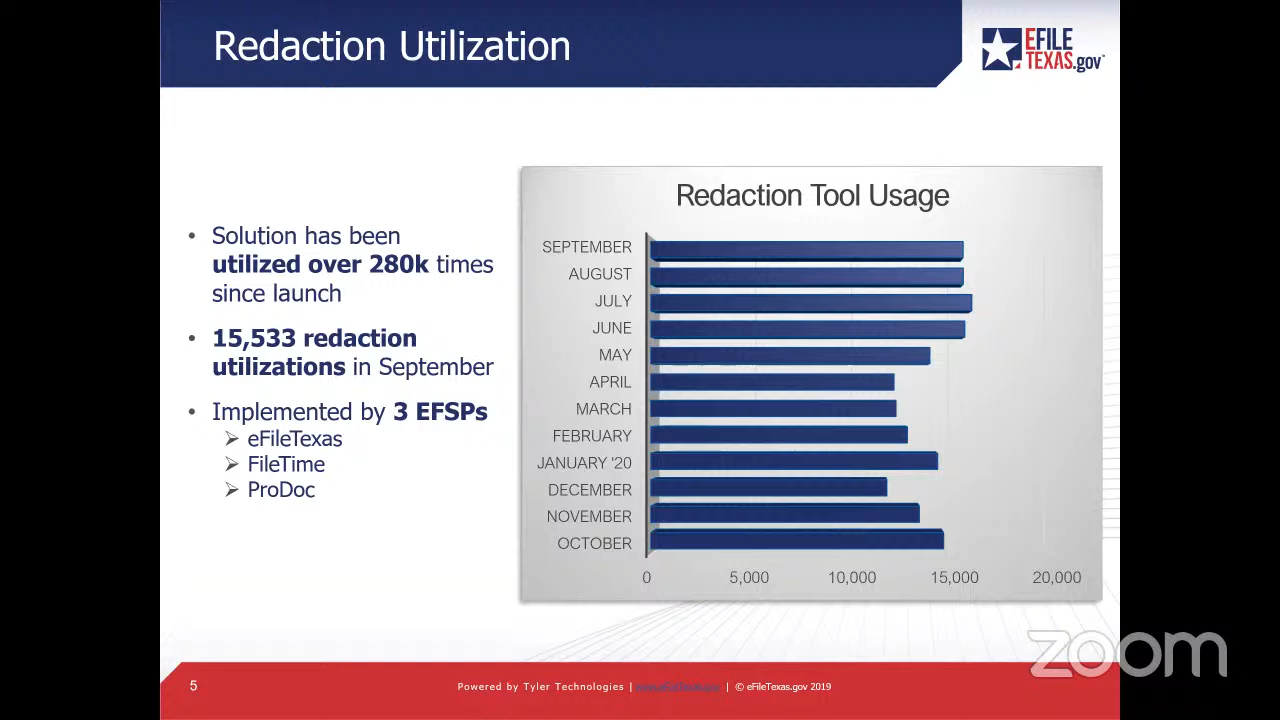 Redaction Utilization
EFILE
TEXAS.gov
Solution has been
utilized over 280k times
since launch
15,533 redaction
utilizations in September
Implemented by 3 EFSPs
eFileTexas
FileTime
ProDoc
Redaction Tool Usage
SEPTEMBER
AUGUST
JULY
JUNE
MAY
APRIL
MARCH
FEBRUARY
JANUARY '20
DECEMBER
NOVEMBER
OCTOBER
0 5,000 10,000 15,000 20,000
zoom
5
Powered by Tyler Technologies | | © eFileTexas.gov 2019